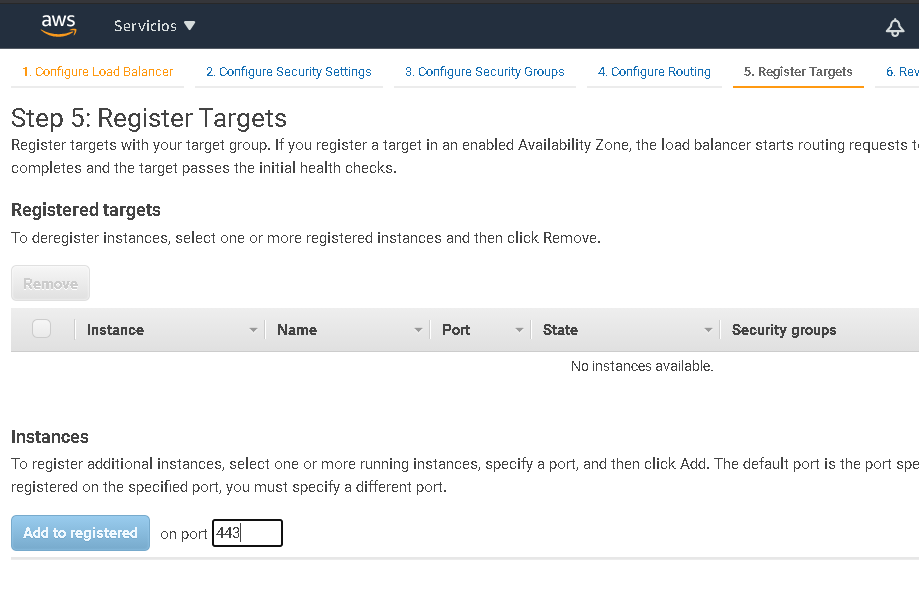 aws Servicios
1. Configure Load Balancer 2. Configure Security Settings 3. Configure Security Groups 4. Configure Routing 5. Register Targets 6. Rev
Step 5: Register Targets
Register targets with your target group. If you register a target in an enabled Availability Zone, the load balancer starts routing requests t
completes and the target passes the initial health checks.
Registered targets
To deregister instances, select one or more registered instances and then click Remove.
Remove
Instance Name Port State Security groups
No instances available.
Instances
To register additional instances, select one or more running instances, specify a port, and then click Add. The default port is the port spe
registered on the specified port, you must specify a different port.
Add to registered on port 443